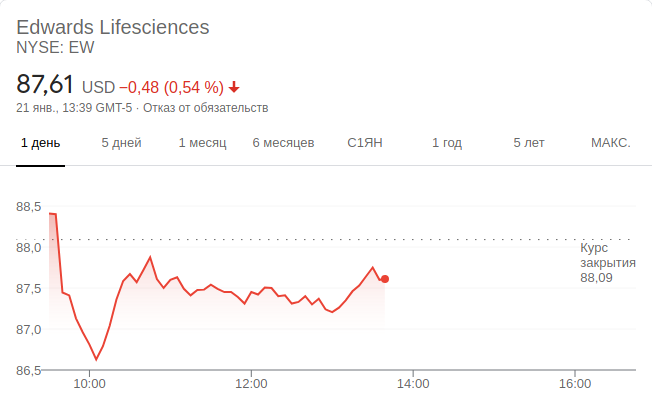 Edwards Lifesciences
NYSE: EW
87,61 USD −0,48 (0,54 %)
21 янв., 13:39 GMT-5 · Отказ от обязательств
1 день 5 дней 1 месяц 6 месяцев С1ЯН 1 год 5 лет МАКС.
88,5
88,0
87,5
87,0
86,5
Курс
закрытия
88,09
10:00 12:00 14:00 16:00